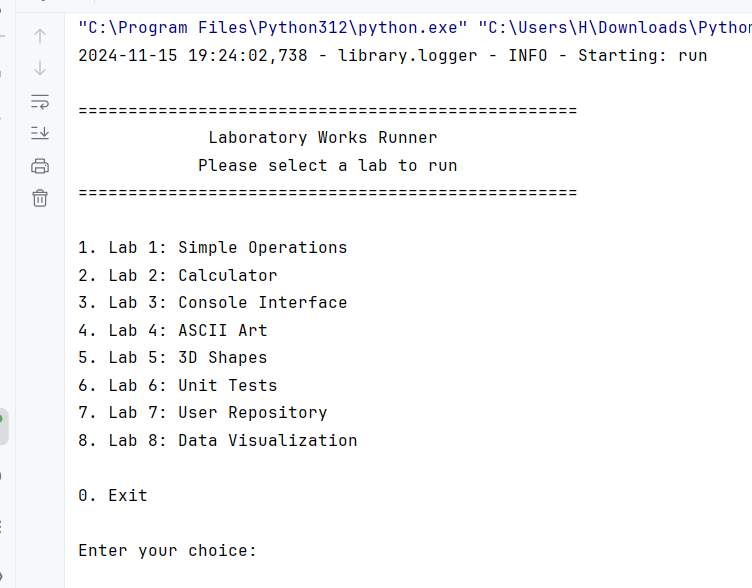 "C:\Program Files\Python312\python.exe" "C:\Users\H\Downloads\Python
2024-11-15 19:24:02,738 - library.logger - INFO - Starting: run
==================================================
Laboratory Works Runner
Please select a lab to run
==================================================
1. Lab 1: Simple Operations
2. Lab 2: Calculator
3. Lab 3: Console Interface
4. Lab 4: ASCII Art
5. Lab 5: 3D Shapes
6. Lab 6: Unit Tests
7. Lab 7: User Repository
8. Lab 8: Data Visualization
0. Exit
Enter your choice: